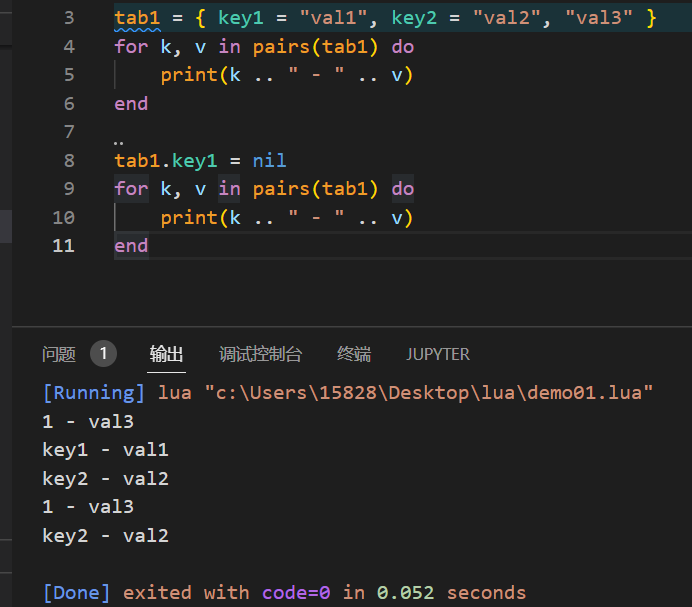 3 tab1 = { key1 = "val1", key2 = "val2", "val3" }
4 for k, v in pairs(tab1) do
5     print(k .. " - " .. v)
6 end
7
8 tab1.key1 = nil
9 for k, v in pairs(tab1) do
10     print(k .. " - " .. v)
11 end
问题 1 输出 调试控制台 终端 JUPYTER
[Running] lua "c:\Users\15828\Desktop\lua\demo01.lua"
1 - val3
key1 - val1
key2 - val2
1 - val3
key2 - val2
[Done] exited with code=0 in 0.052 seconds